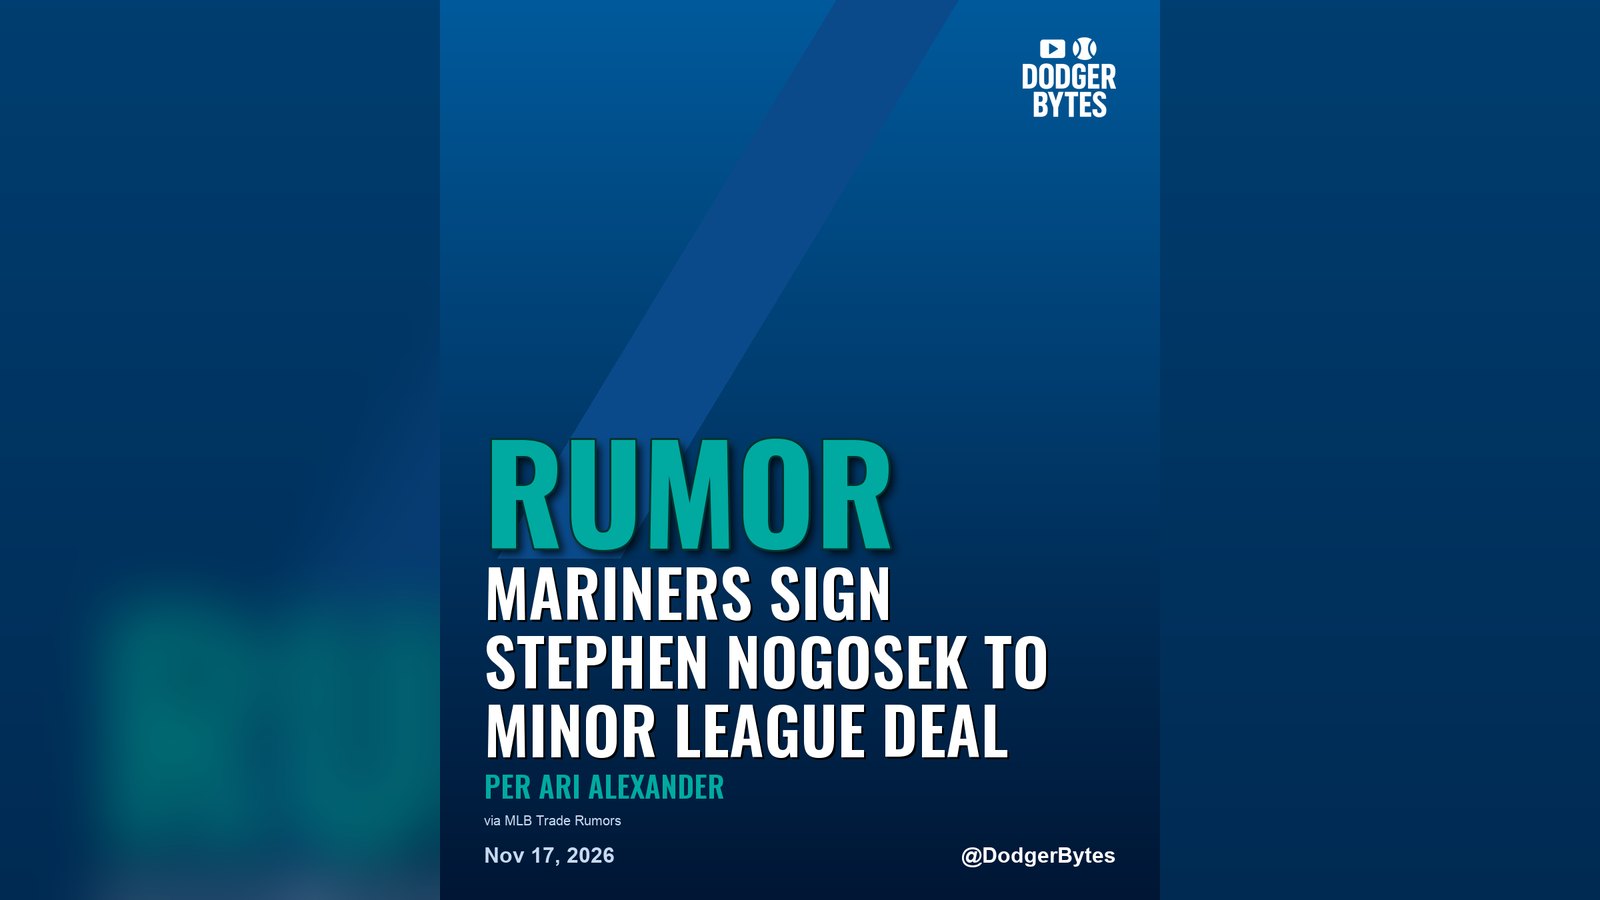 DODGER
BYTES
RUMOR
MARINERS SIGN
STEPHEN NOGOSEK TO
MINOR LEAGUE DEAL
PER ARI ALEXANDER
via MLB Trade Rumors
Nov 17, 2026
@DodgerBytes